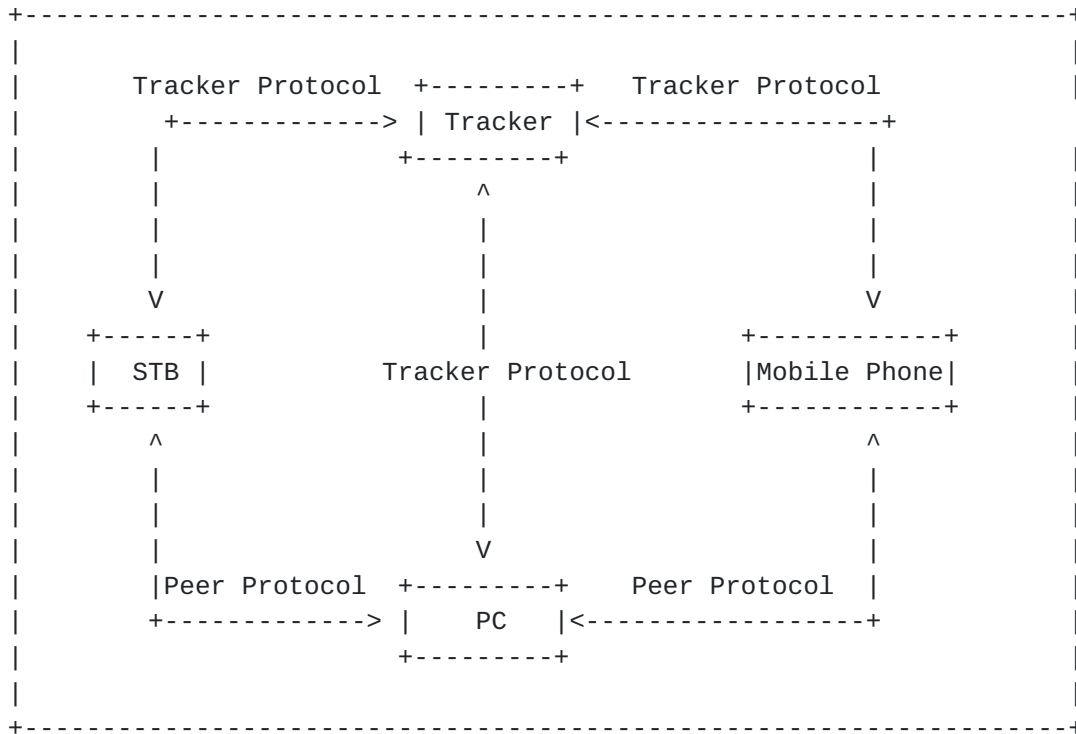 Tracker Protocol Tracker Protocol
Tracker
STB Tracker Protocol Mobile Phone
Peer Protocol Peer Protocol
PC